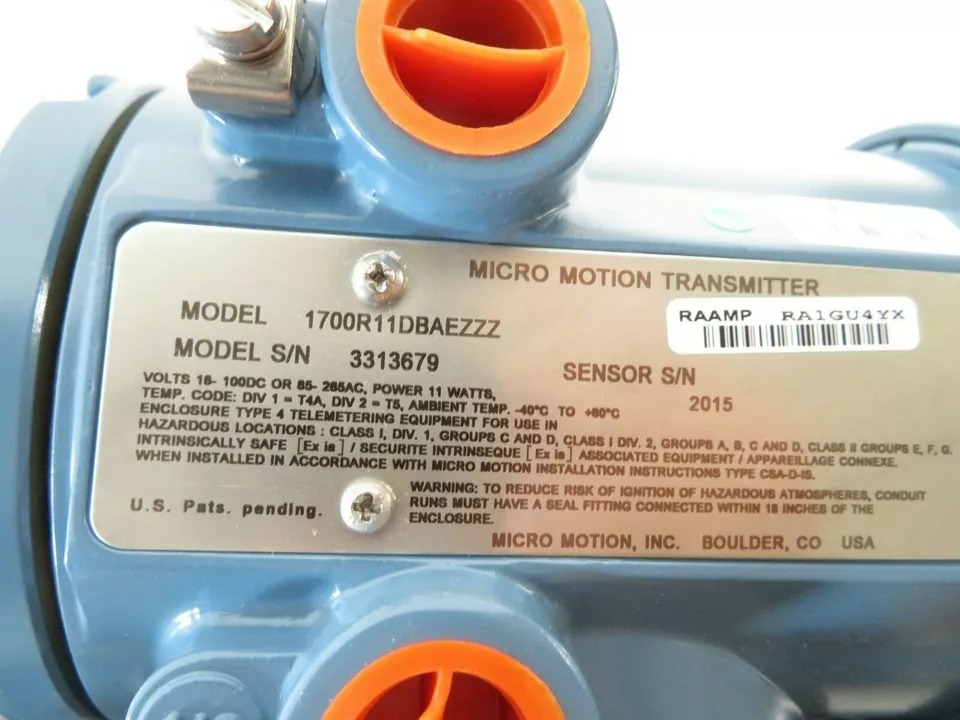 MICRO MOTION TRANSMITTER
MODEL 1700R11DBAEZZZ
RAAMP RA1GU4YX
MODEL S/N 3313679
SENSOR S/N
2015
VOLTS 18- 100DC OR 85- 265AC, POWER 11 WATTS,
TEMP. CODE: DIV 1 = T4A, DIV 2 = T5, AMBIENT TEMP. -40°C TO +60°C
ENCLOSURE TYPE 4 TELEMETERING EQUIPMENT FOR USE IN
HAZARDOUS LOCATIONS : CLASS I, DIV. 1, GROUPS C AND D, CLASS I DIV. 2, GROUPS A, B, C AND D, CLASS II GROUPS E, F, G.
INTRINSICALLY SAFE [Ex ia] / SECURITE INTRINSEQUE [Ex ia] ASSOCIATED EQUIPMENT / APPAREILLAGE CONNEXE.
WHEN INSTALLED IN ACCORDANCE WITH MICRO MOTION INSTALLATION INSTRUCTIONS TYPE CSA-D-IS.
WARNING: TO REDUCE RISK OF IGNITION OF HAZARDOUS ATMOSPHERES, CONDUIT
RUNS MUST HAVE A SEAL FITTING CONNECTED WITHIN 18 INCHES OF THE
ENCLOSURE.
U.S. Pats. pending.
MICRO MOTION, INC. BOULDER, CO USA